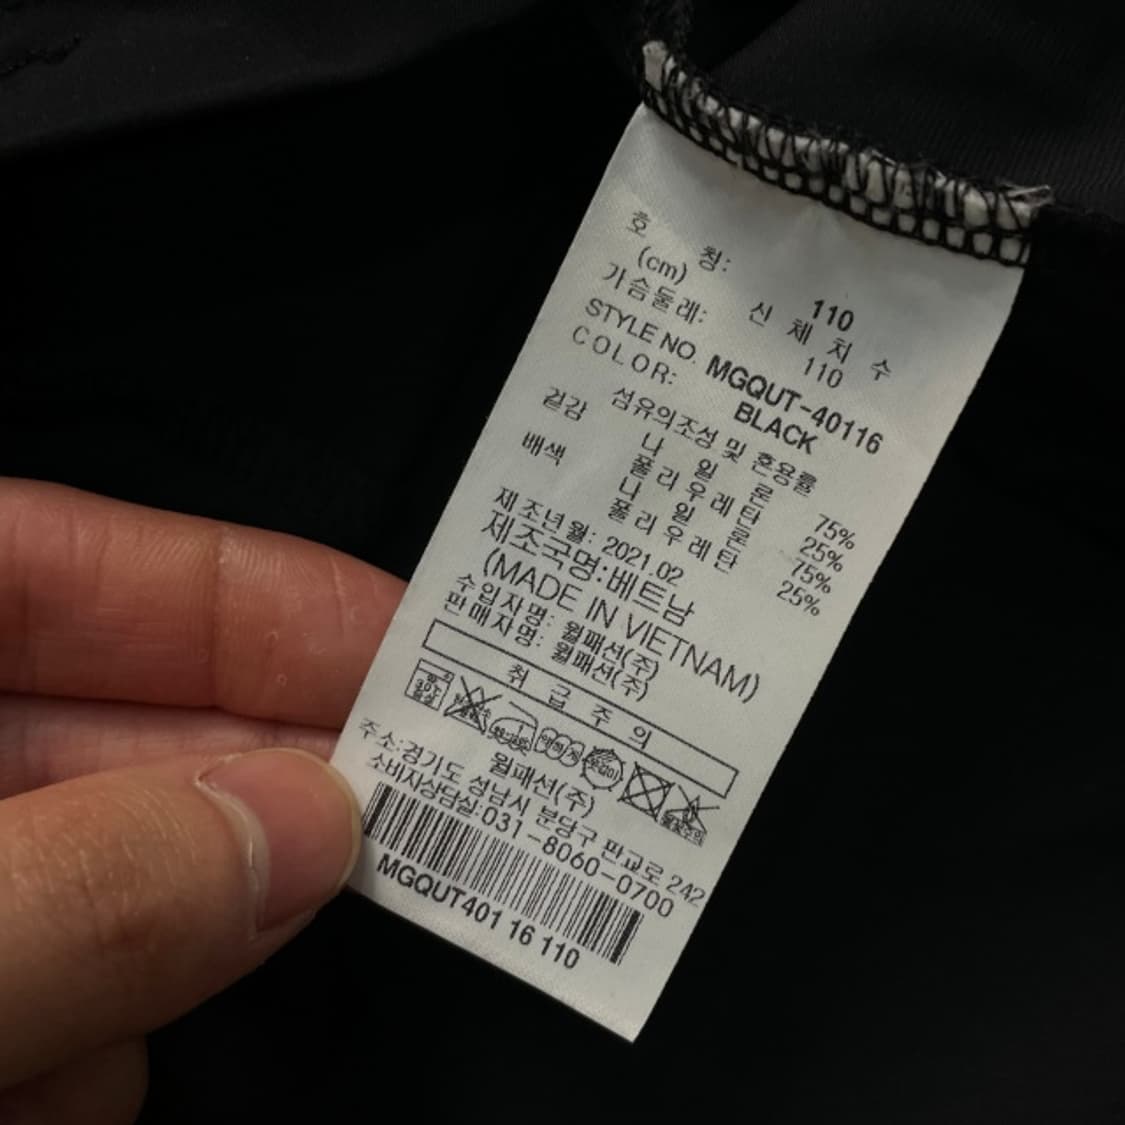 호 칭: 110
(cm) 신 체 치 수
가슴둘레: 110
STYLE NO. MGQUT-40116
COLOR: BLACK
섬유의조성 및 혼용률
겉감 나 일 론 75%
폴 리 우 레 탄 25%
배색 나 일 론 75%
폴 리 우 레 탄 25%
제조년월: 2021.02
제조국명:베트남
(MADE IN VIETNAM)
수입자명: 월패션(주)
판매자명: 월패션(주)
취 급 주 의
약하게
월패션(주)
주소:경기도 성남시 분당구 판교로 242
소비자상담실:031-8060-0700
MGQUT401 16 110